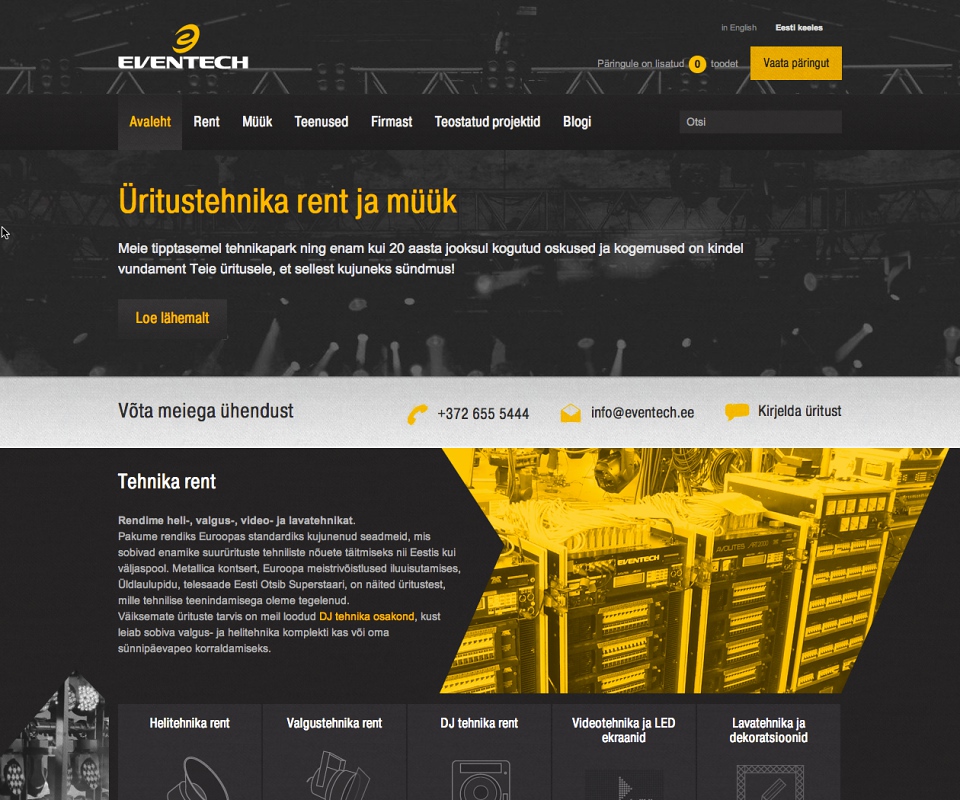 in English
Eesti keeles
EVENTECH
Päringule on lisatud 0 toodet
Vaata päringut
Avaleht
Rent
Müük
Teenused
Firmast
Teostatud projektid
Blogi
Otsi
Üritustehnika rent ja müük
Meie tipptasemel tehnikapark ning enam kui 20 aasta jooksul kogutud oskused ja kogemused on kindel
vundament Teie üritusele, et sellest kujuneks sündmus!
Loe lähemalt
Võta meiega ühendust
+372 655 5444
info@eventech.ee
Kirjelda üritust
Tehnika rent
Rendime heli-, valgus-, video- ja lavatehnikat.
Pakume rendiks Euroopas standardiks kujunenud seadmeid, mis
sobivad enamike suurürituste tehniliste nõuete täitmiseks nii Eestis kui
väljaspool. Metallica kontsert, Euroopa meistrivõistlused iluuisutamises,
Üldlaulupidu, telesaade Eesti Otsib Superstaari, on näited üritustest,
mille tehnilise teenindamisega oleme tegelenud.
Väiksemate ürituste tarvis on meil loodud DJ tehnika osakond, kust
leiab sobiva valgus- ja helitehnika komplekti kas või oma
sünnipäevapeo korraldamiseks.
EVENTECH
AVOLITES
Helitehnika rent
Valgustehnika rent
DJ tehnika rent
Videotehnika ja LED
ekraanid
Lavatehnika ja
dekoratsioonid